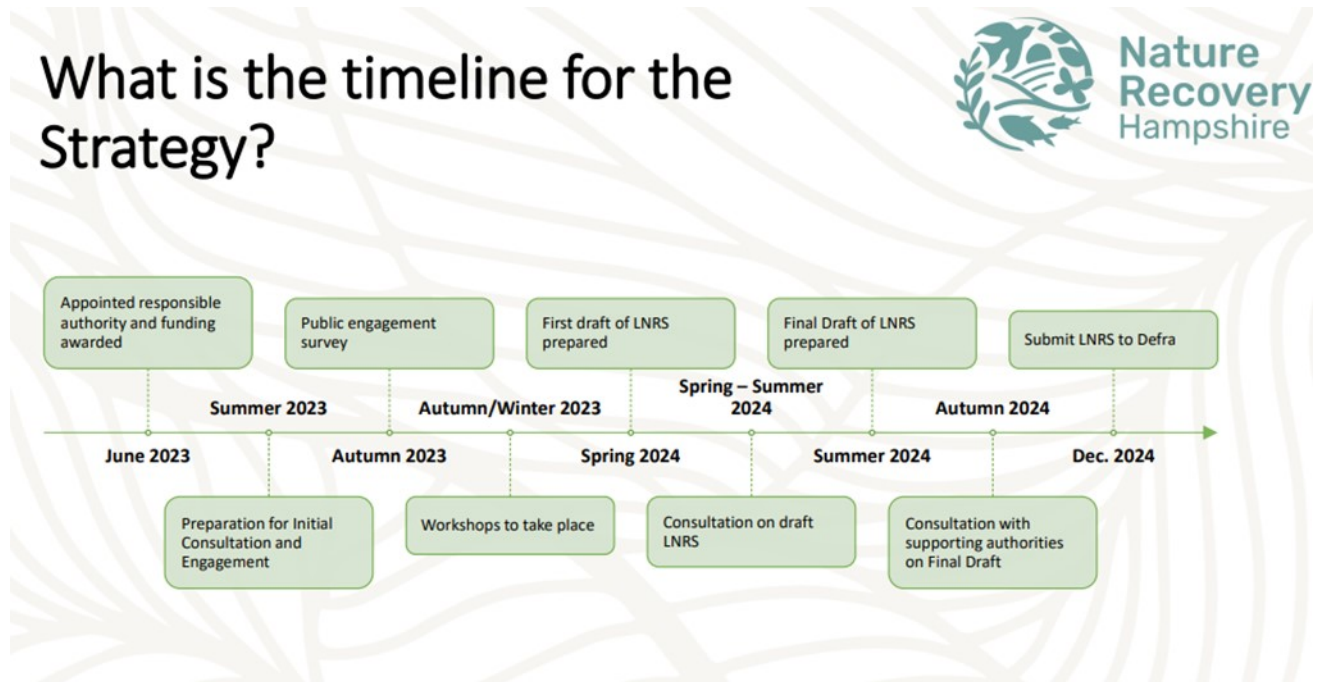 What is the timeline for the
Strategy?
Nature
Recovery
Hampshire
Appointed responsible
authority and funding
awarded
Public engagement
survey
First draft of LNRS
prepared
Final Draft of LNRS
prepared
Submit LNRS to Defra
Summer 2023
Autumn/Winter 2023
Spring – Summer
2024
Autumn 2024
June 2023
Autumn 2023
Spring 2024
Summer 2024
Dec. 2024
Preparation for Initial
Consultation and
Engagement
Workshops to take place
Consultation on draft
LNRS
Consultation with
supporting authorities
on Final Draft